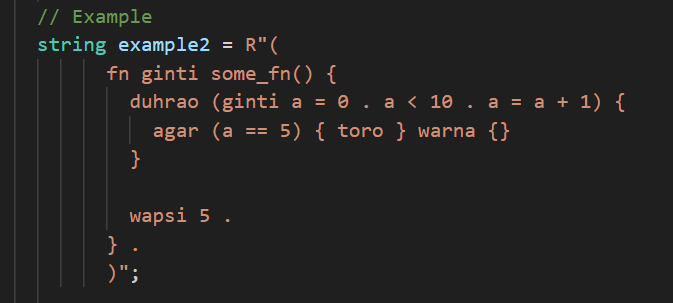 // Example
string example2 = R"(
fn ginti some_fn() {
duhrao (ginti a = 0 . a < 10 . a = a + 1) {
agar (a == 5) { toro } warna {}
}
wapsi 5 .
} .
)";